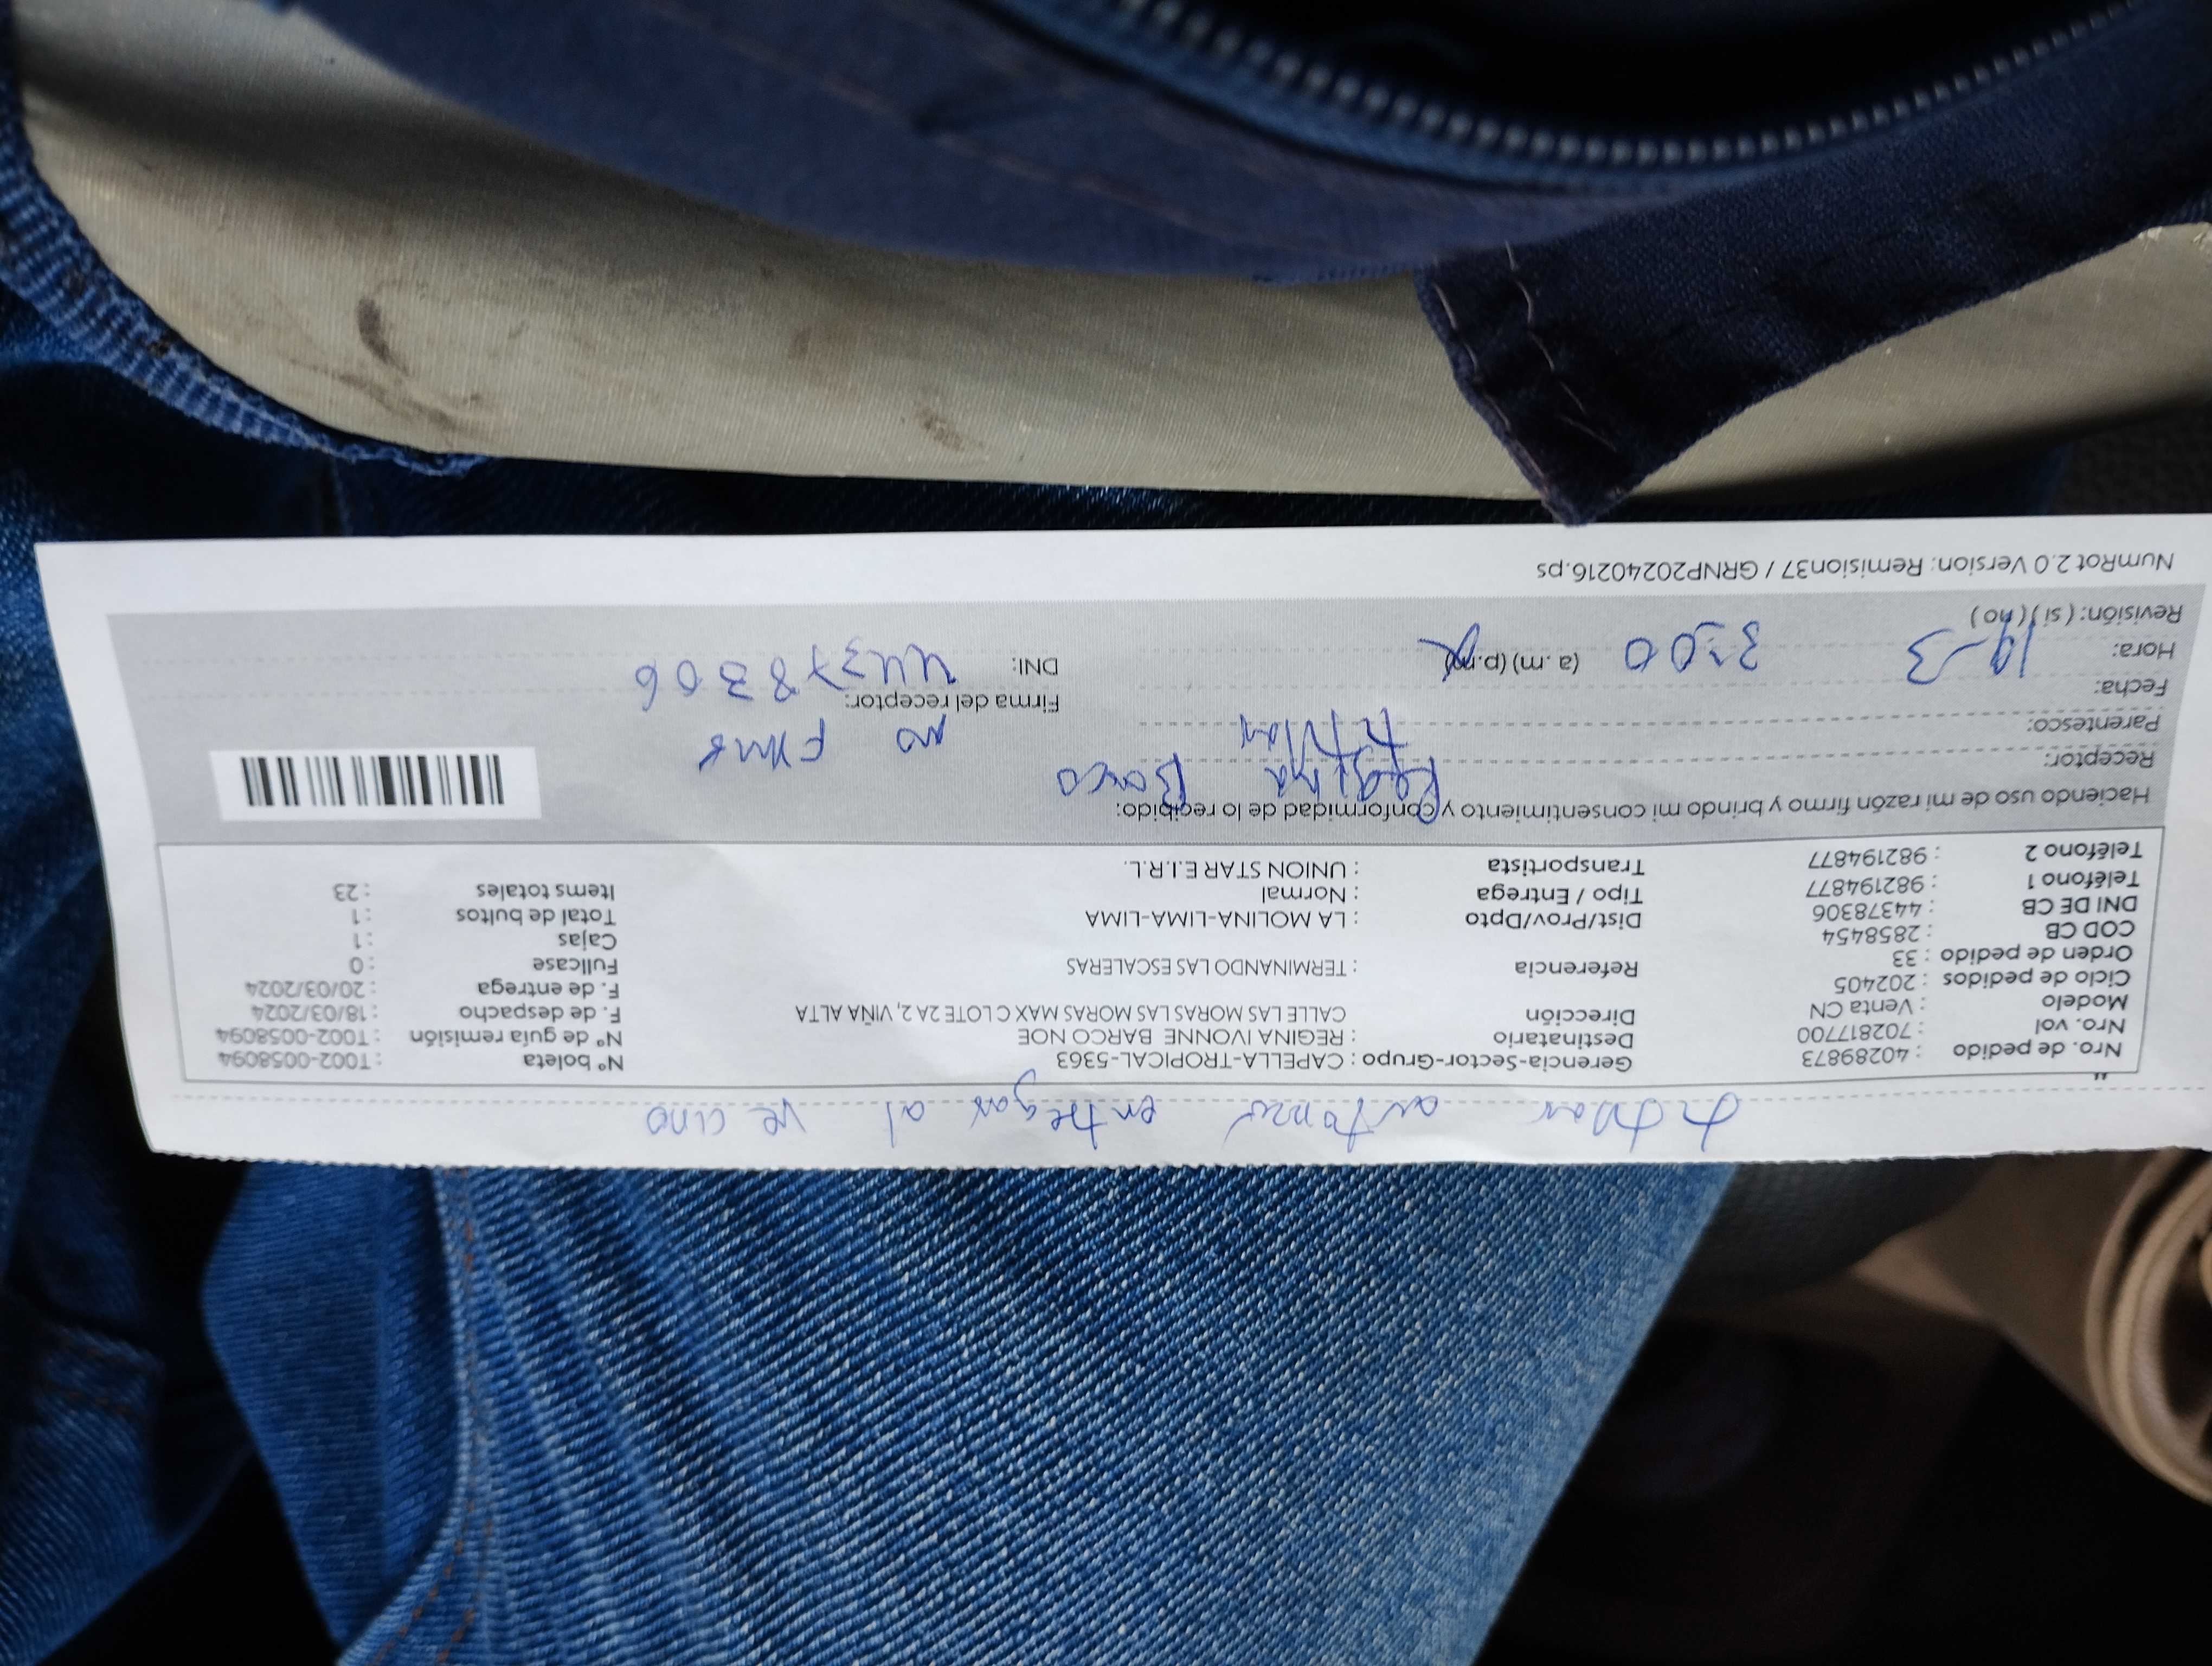 titular autorizo entregar al vecino
Nro. de pedido : 40289873 Gerencia-Sector-Grupo : CAPELLA-TROPICAL-5363 N° boleta : T002-0058094
Nro. vol : 702817700 Destinatario : REGINA IVONNE BARCO NOE N° de guía remisión : T002-0058094
Modelo : Venta CN Dirección CALLE LAS MORAS LAS MORAS MAX C LOTE 2A 2, VIÑA ALTA F. de despacho : 18/03/2024
Ciclo de pedidos : 202405 F. de entrega : 20/03/2024
Orden de pedido : 33 Referencia : TERMINANDO LAS ESCALERAS Fullcase : 0
COD CB : 2858454 Cajas : 1
DNI DE CB : 44378306 Dist/Prov/Dpto : LA MOLINA-LIMA-LIMA Total de bultos : 1
Teléfono 1 : 982194877 Tipo / Entrega : Normal Items totales : 23
Teléfono 2 : 982194877 Transportista : UNION STAR E.I.R.L.
Haciendo uso de mi razón firmo y brindo mi consentimiento y conformidad de lo recibido:
Receptor: Regina Barco
Parentesco: titular no firma
Fecha: 19-3 Firma del receptor:
Hora: 3:00 (a. m) (p.m) DNI: 44378306
Revisión: ( si ) ( no )
NumRot 2.0 Version: Remision37 / GRNP20240216.ps